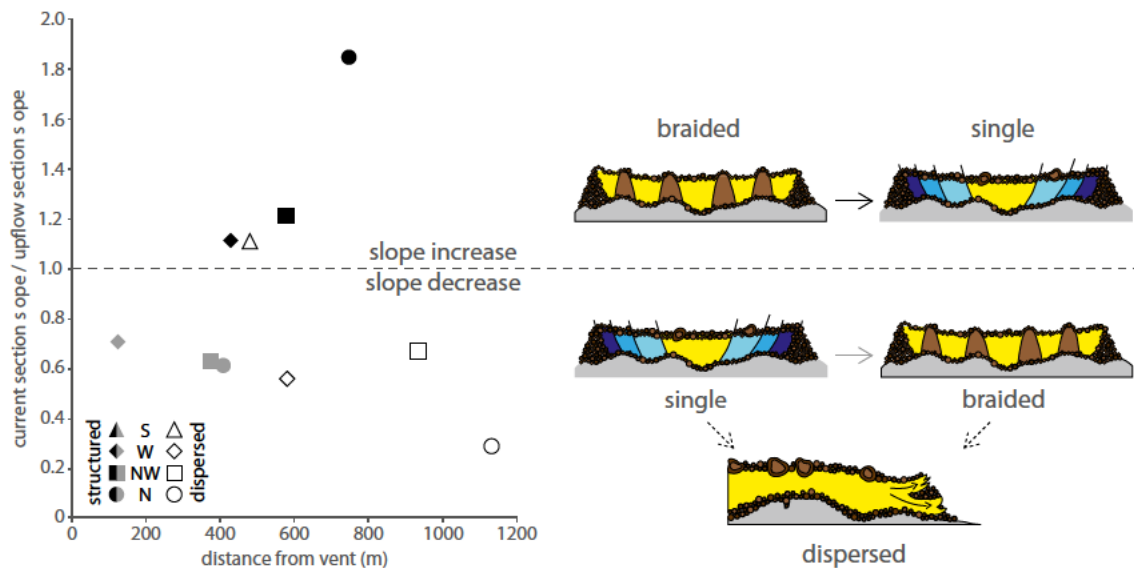 current section s ope / upflow section s ope
2.0
1.8
1.6
1.4
1.2
1.0
0.8
0.6
0.4
0.2
0
0 200 400 600 800 1000 1200
distance from vent (m)
slope increase
slope decrease
structured
S
W
NW
N
dispersed
braided
single
single
braided
dispersed